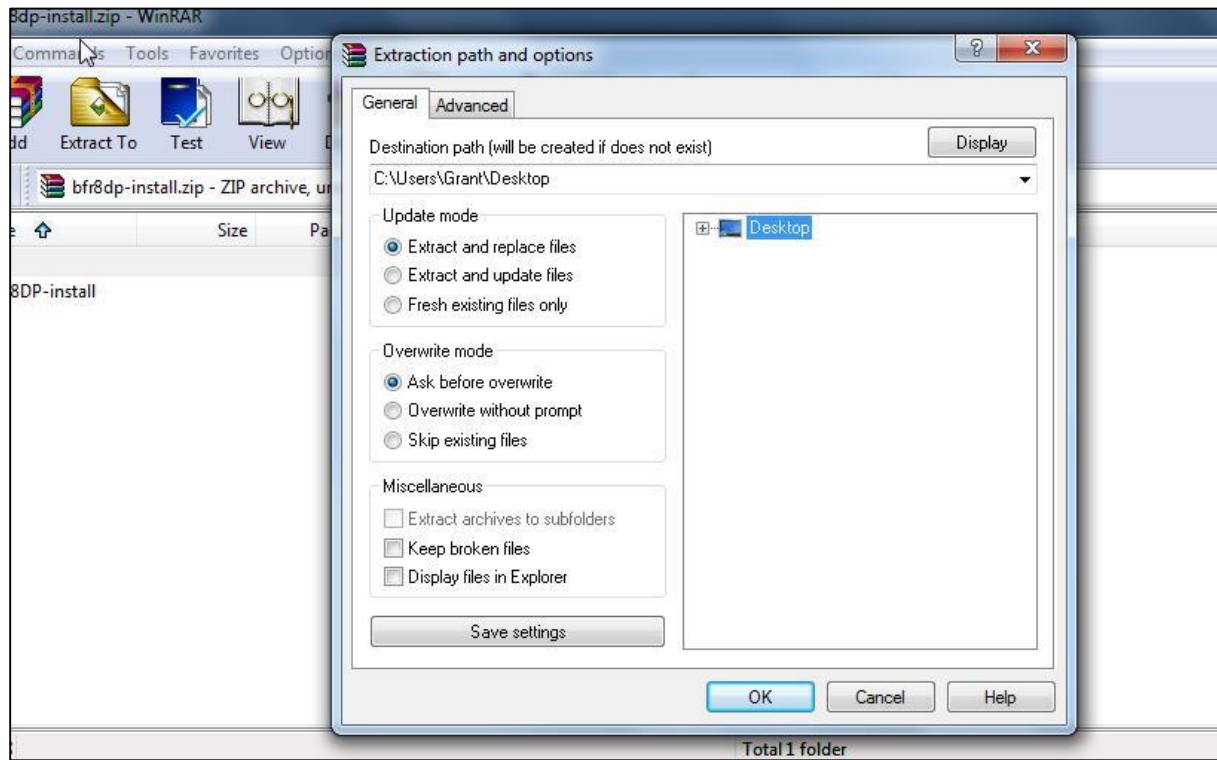 8dp-install.zip - WinRAR
Commands Tools Favorites Option
dd Extract To Test View
bfr8dp-install.zip - ZIP archive, un
Size Pa
8DP-install
Extraction path and options
General Advanced
Destination path (will be created if does not exist)
Display
C:\Users\Grant\Desktop
Update mode
Extract and replace files
Extract and update files
Fresh existing files only
Desktop
Overwrite mode
Ask before overwrite
Overwrite without prompt
Skip existing files
Miscellaneous
Extract archives to subfolders
Keep broken files
Display files in Explorer
Save settings
OK Cancel Help
Total 1 folder